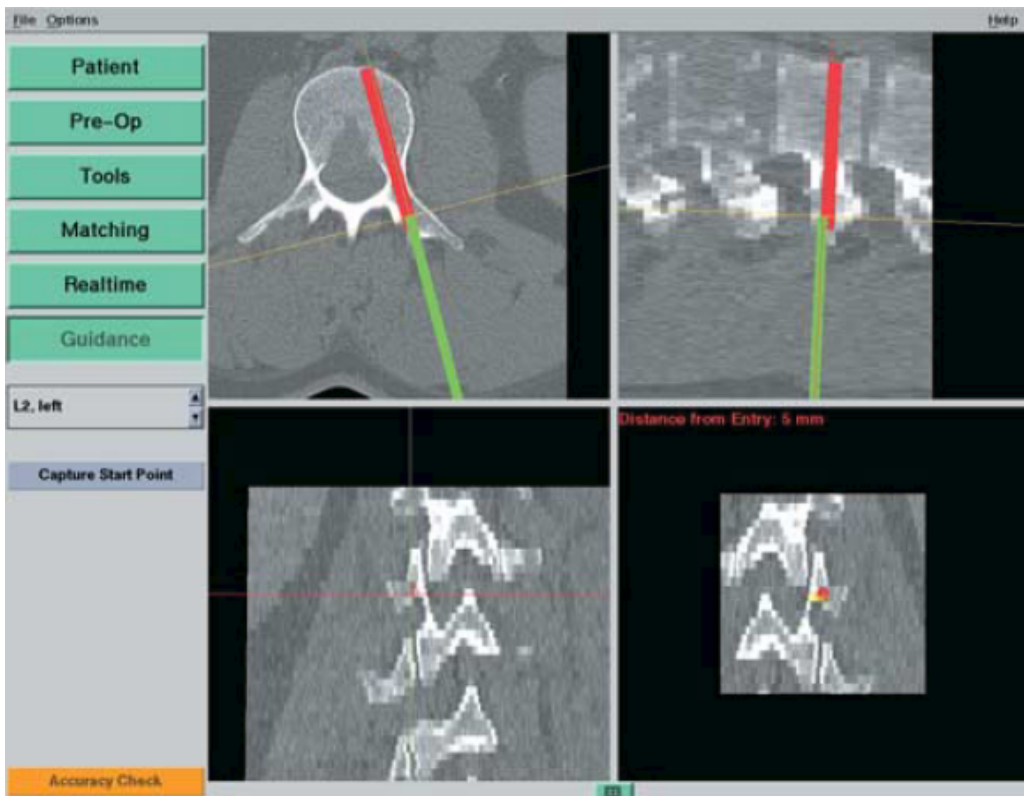 File Options
Help
Patient
Pre-Op
Tools
Matching
Realtime
Guidance
L2, left
Capture Start Point
Distance from Entry: 5 mm
Accuracy Check